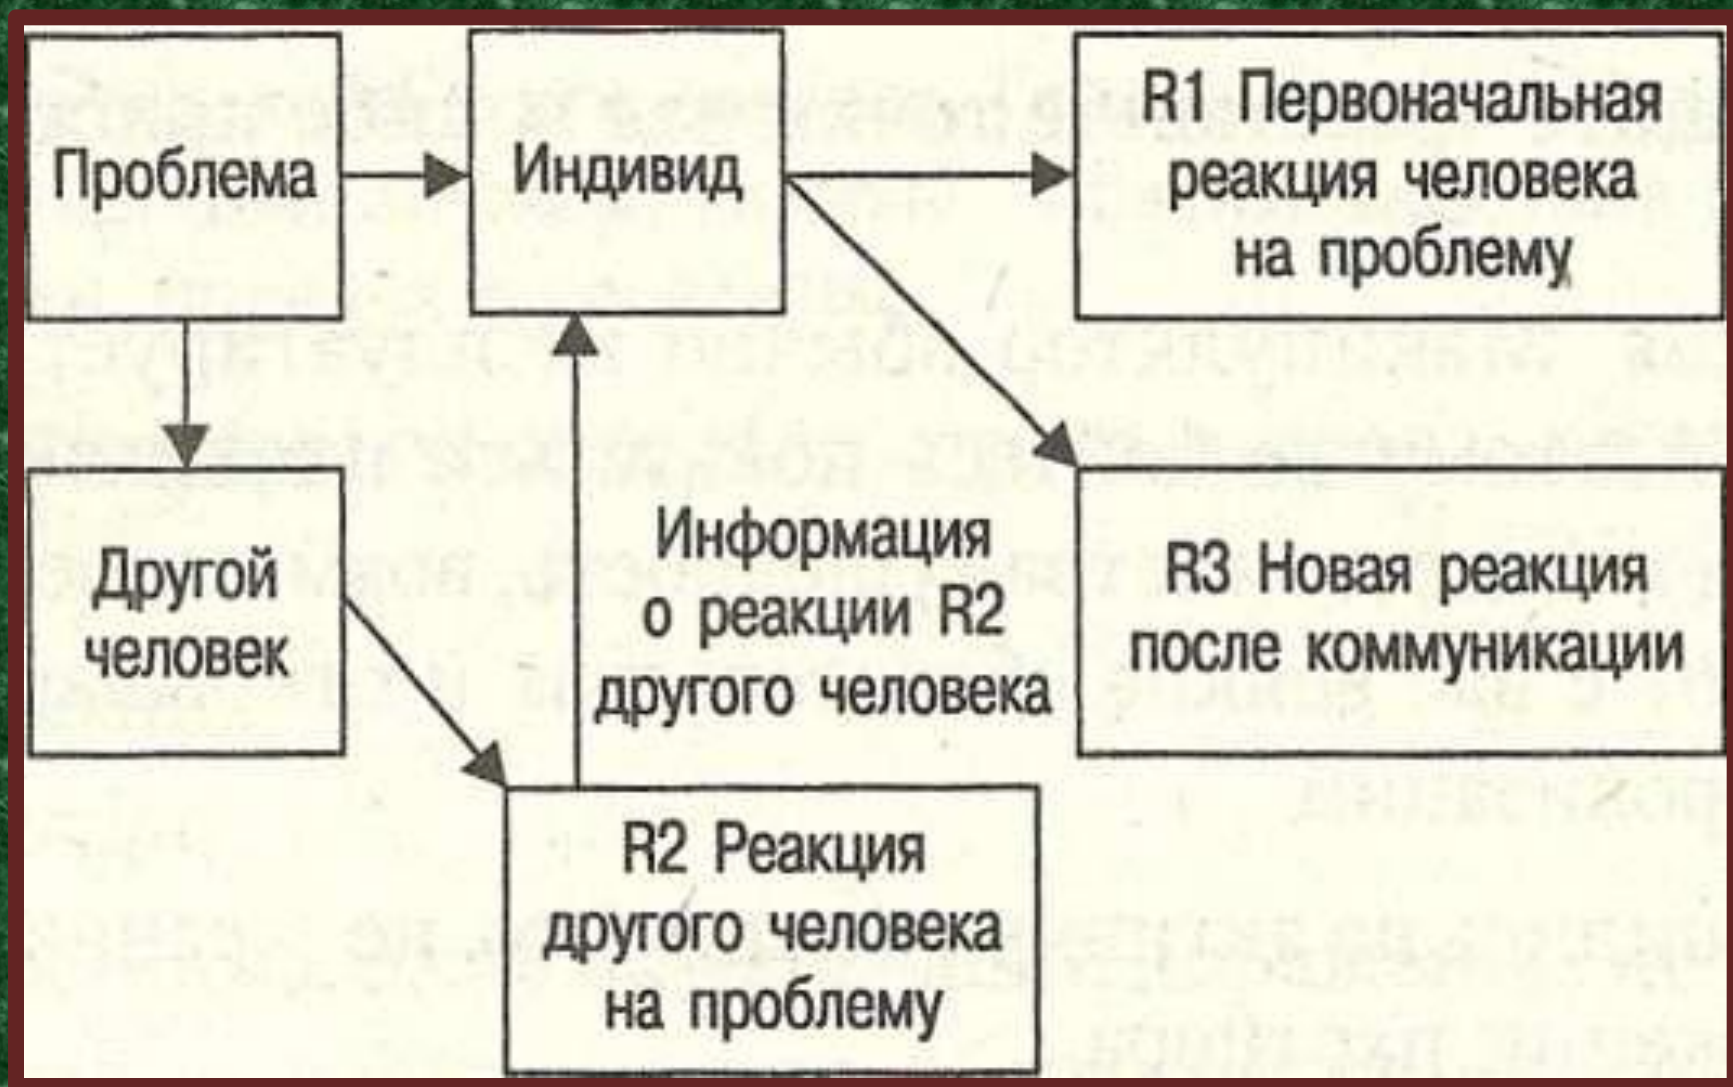 Проблема
Индивид
R1 Первоначальная
реакция человека
на проблему
Другой
человек
Информация
о реакции R2
другого человека
R3 Новая реакция
после коммуникации
R2 Реакция
другого человека
на проблему